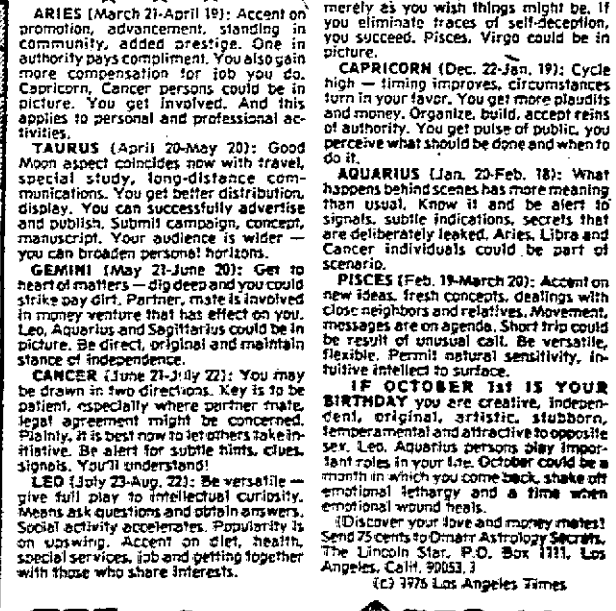 ARIES (March 21-April 19): Accent on
promotion, advancement, standing in
community, added prestige. One in
authority pays compliment. You also gain
more compensation for job you do.
Capricorn, Cancer persons could be in
picture. You get involved. And this
applies to personal and professional ac-
tivities.
TAURUS (April 20-May 20): Good
Moon aspect coincides now with travel,
special study, long-distance com-
munications. You get better distribution,
display. You can successfully advertise
and publish. Submit campaign, concept,
manuscript. Your audience is wider —
you can broaden personal horizons.
GEMINI (May 21-June 20): Get to
heart of matters — dig deep and you could
strike pay dirt. Partner, mate is involved
in money venture that has effect on you.
Leo, Aquarius and Sagittarius could be in
picture. Be direct, original and maintain
stance of independence.
CANCER (June 21-July 22): You may
be drawn in two directions. Key is to be
patient, especially where partner mate,
legal agreement might be concerned.
Plainly, it is best now to let others take in-
itiative. Be alert for subtle hints, clues,
signals. You'll understand!
LEO (July 23-Aug. 22): Be versatile —
give full play to intellectual curiosity.
Means ask questions and obtain answers.
Social activity accelerates. Popularity is
on upswing. Accent on diet, health,
special services, job and getting together
with those who share interests.
merely as you wish things might be. If
you eliminate traces of self-deception,
you succeed. Pisces, Virgo could be in
picture.
CAPRICORN (Dec. 22-Jan. 19): Cycle
high — timing improves, circumstances
turn in your favor. You get more plaudits
and money. Organize, build, accept reins
of authority. You get pulse of public, you
perceive what should be done and when to
do it.
AQUARIUS (Jan. 20-Feb. 18): What
happens behind scenes has more meaning
than usual. Know it and be alert to
signals, subtle indications, secrets that
are deliberately leaked. Aries, Libra and
Cancer individuals could be part of
scenario.
PISCES (Feb. 19-March 20): Accent on
new ideas, fresh concepts, dealings with
close neighbors and relatives. Movement,
messages are on agenda. Short trip could
be result of unusual call. Be versatile,
flexible. Permit natural sensitivity, in-
tuitive intellect to surface.
IF OCTOBER 1st IS YOUR
BIRTHDAY you are creative, indepen-
dent, original, artistic, stubborn,
temperamental and attractive to opposite
sex. Leo, Aquarius persons play impor-
tant roles in your life. October could be a
month in which you come back, shake off
emotional lethargy and a time when
emotional wound heals.
(Discover your love and money mates!
Send 75 cents to Omarr Astrology Secrets,
The Lincoln Star, P.O. Box 1111, Los
Angeles, Calif. 90053.)
(c) 1976 Los Angeles Times